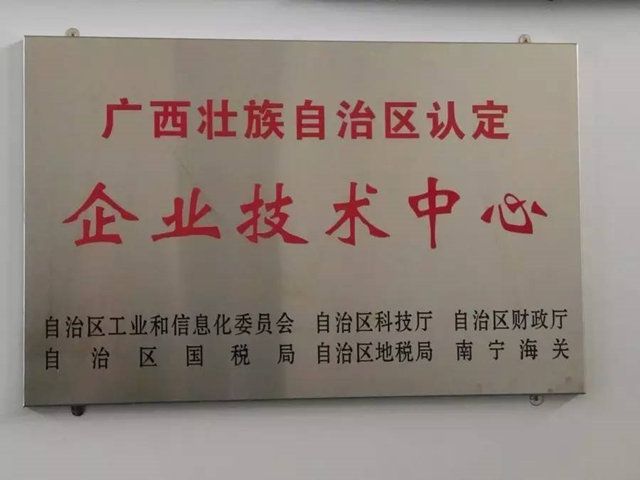 广西壮族自治区认定
企业技术中心
自治区工业和信息化委员会 自治区科技厅 自治区财政厅
自治区国税局 自治区地税局 南宁海关